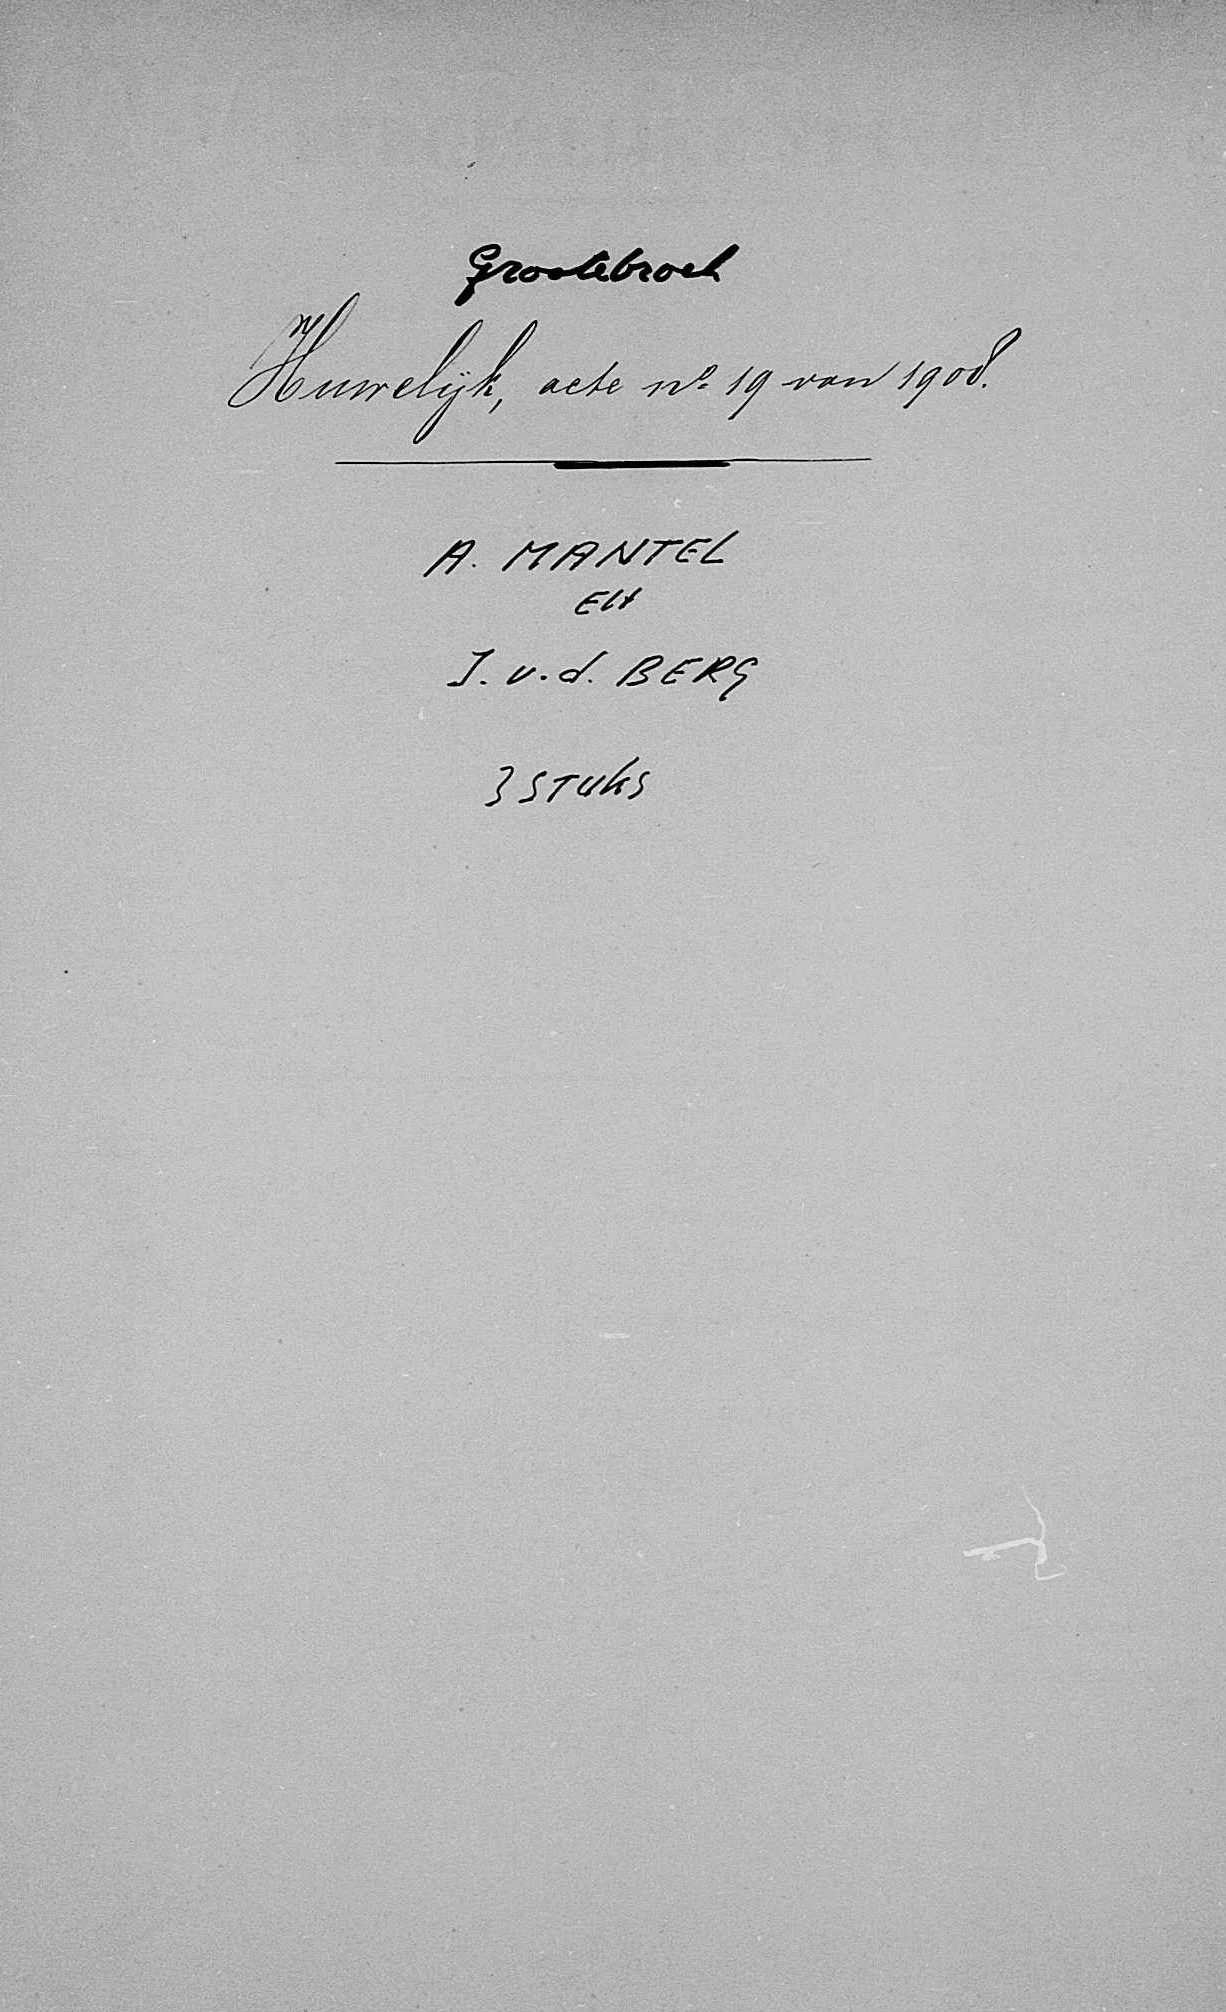 Grootebroek
Huwelijk, acte no. 19 van 1908.
A. MANTEL
EN
J. v. d. BERG
3 STUKS